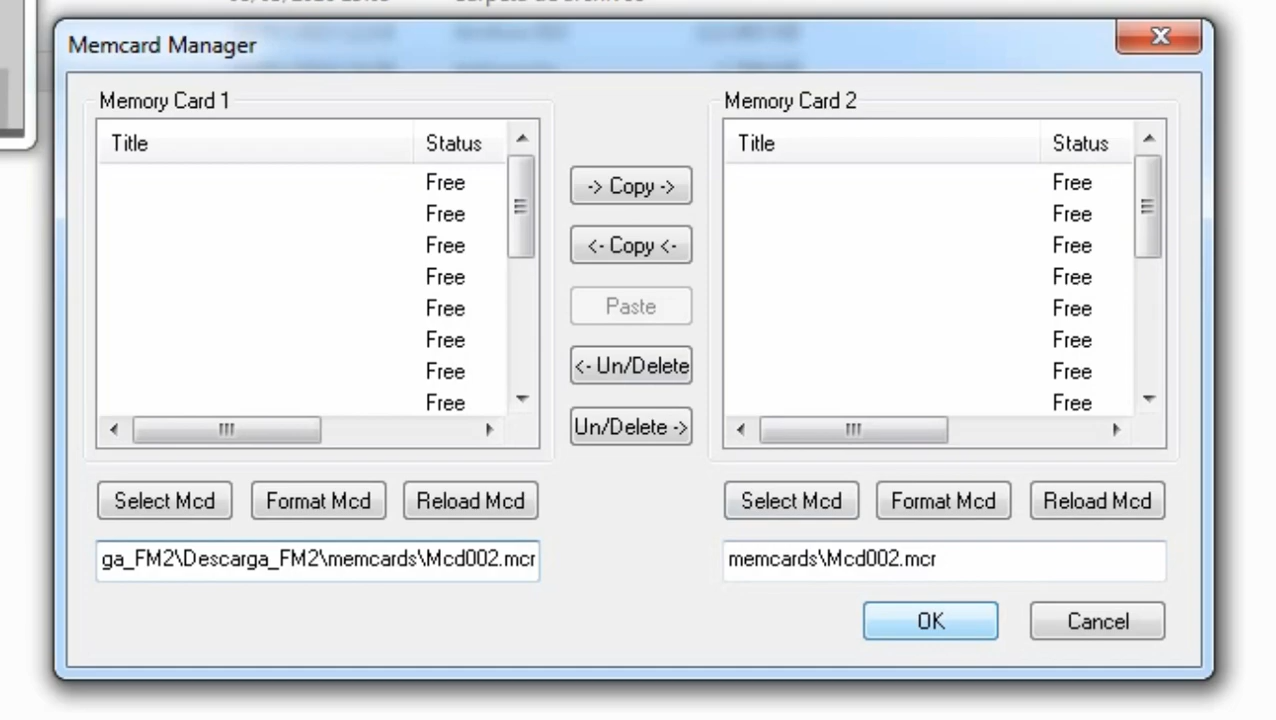 Memcard Manager
Memory Card 1
Title Status
Free
Free
Free
Free
Free
Free
Free
Free
-> Copy ->
<- Copy <-
Paste
<- Un/Delete
Un/Delete ->
Memory Card 2
Title Status
Free
Free
Free
Free
Free
Free
Free
Free
Select Mcd Format Mcd Reload Mcd
Select Mcd Format Mcd Reload Mcd
ga_FM2\Descarga_FM2\memcards\Mcd002.mcr
memcards\Mcd002.mcr
OK Cancel